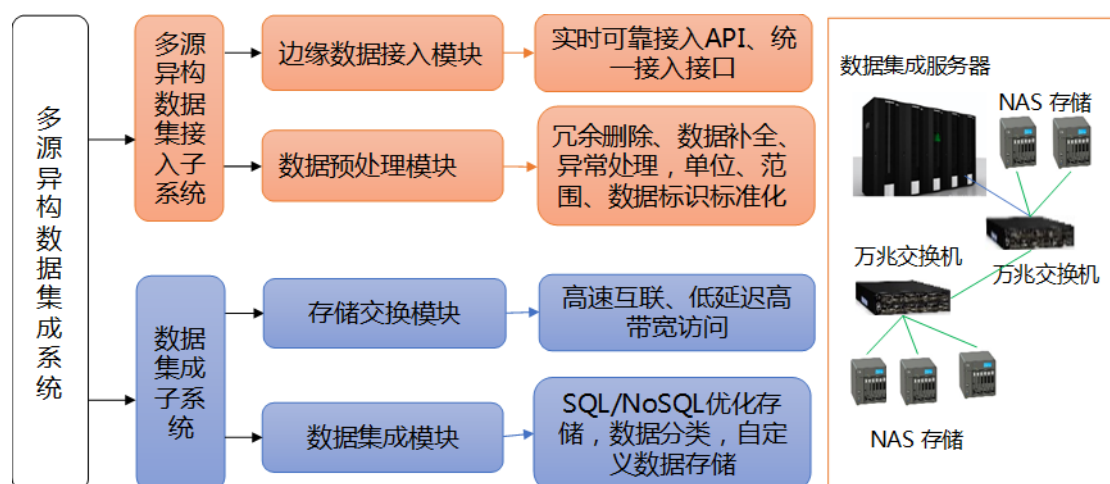 多
源
异
构
数
据
集
成
系
统
多源
异构
数据
集接
入子
系统
边缘数据接入模块
实时可靠接入API、统
一接入接口
数据预处理模块
冗余删除、数据补全、
异常处理，单位、范
围、数据标识标准化
数据
集成
子系
统
存储交换模块
高速互联、低延迟高
带宽访问
数据集成模块
SQL/NoSQL优化存
储，数据分类，自定
义数据存储
数据集成服务器
NAS 存储
万兆交换机
万兆交换机
NAS 存储